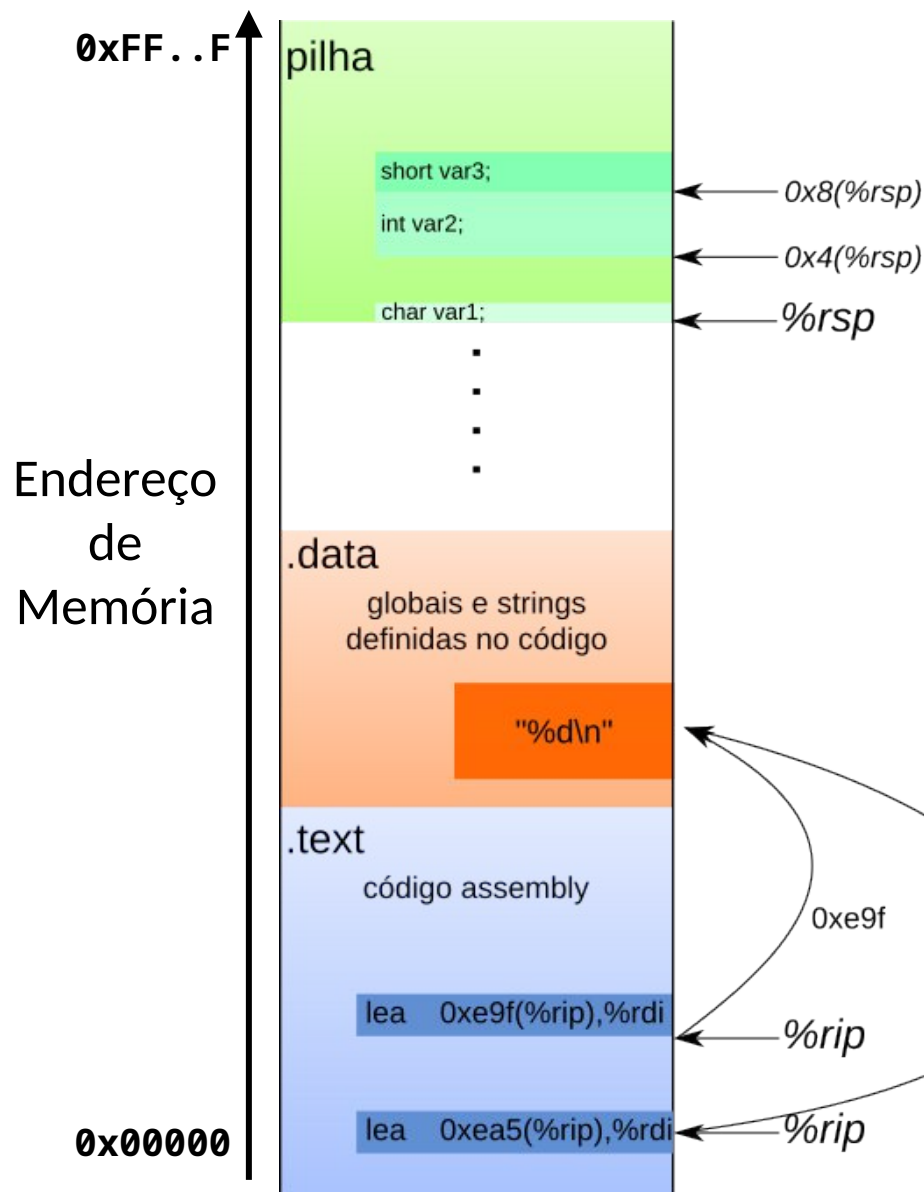 0xFF..F
pilha
short var3;
0x8(%rsp)
int var2;
0x4(%rsp)
char var1;
%rsp
Endereço
de
Memória
.data
globais e strings
definidas no código
"%d\n"
.text
código assembly
0xe9f
lea 0xe9f(%rip),%rdi
%rip
lea 0xea5(%rip),%rdi
%rip
0x00000